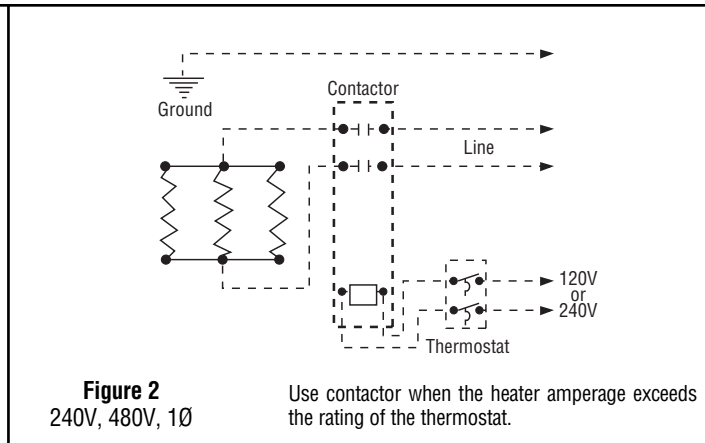 Ground
Contactor
Line
120V
or
240V
Thermostat
Figure 2
240V, 480V, 1Ø
Use contactor when the heater amperage exceeds
the rating of the thermostat.